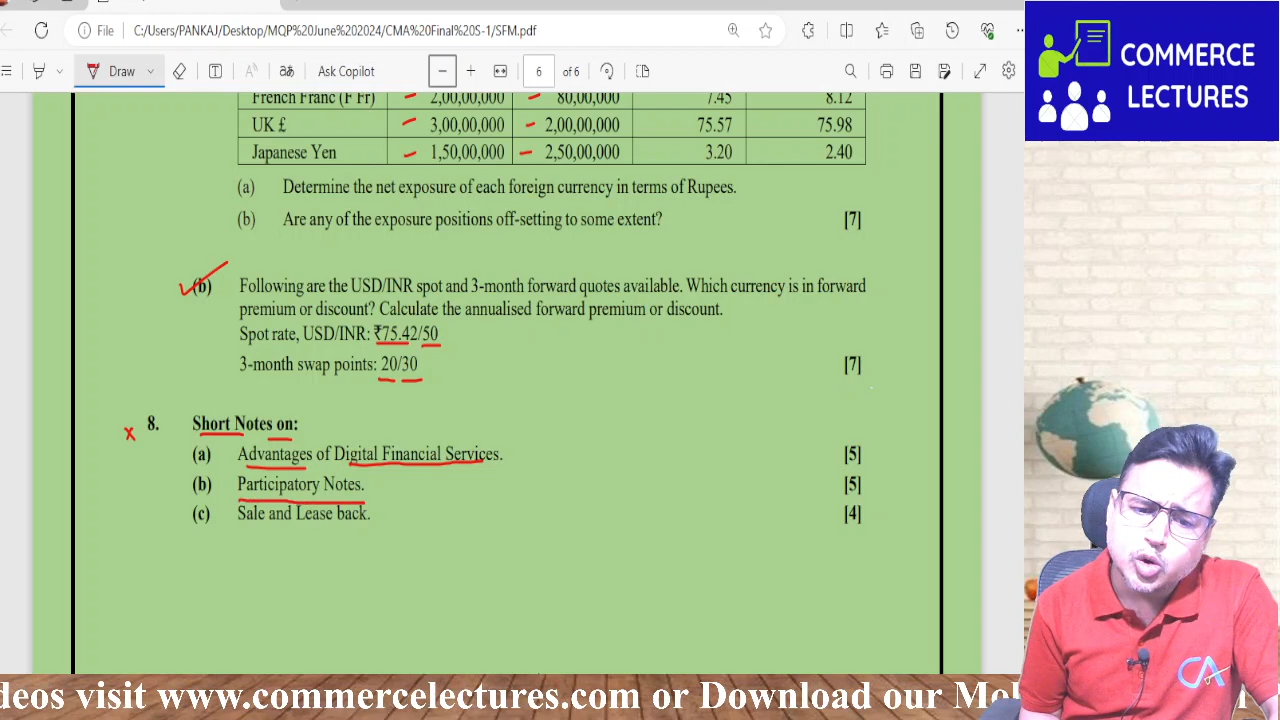 File C:/Users/PANKAJ/Desktop/MQP%20June%202024/CMA%20Final%20S-1/SFM.pdf
Draw Ask Copilot 6 of 6
COMMERCE
LECTURES
French Franc (F Fr) 2,00,00,000 80,00,000 7.45 8.12
UK £ 3,00,00,000 2,00,00,000 75.57 75.98
Japanese Yen 1,50,00,000 2,50,00,000 3.20 2.40
(a) Determine the net exposure of each foreign currency in terms of Rupees.
(b) Are any of the exposure positions off-setting to some extent? [7]
(b) Following are the USD/INR spot and 3-month forward quotes available. Which currency is in forward
premium or discount? Calculate the annualised forward premium or discount.
Spot rate, USD/INR: ₹75.42/50
3-month swap points: 20/30 [7]
8. Short Notes on:
(a) Advantages of Digital Financial Services. [5]
(b) Participatory Notes. [5]
(c) Sale and Lease back. [4]
CA
deos visit www.commercelectures.com or Download our Mo